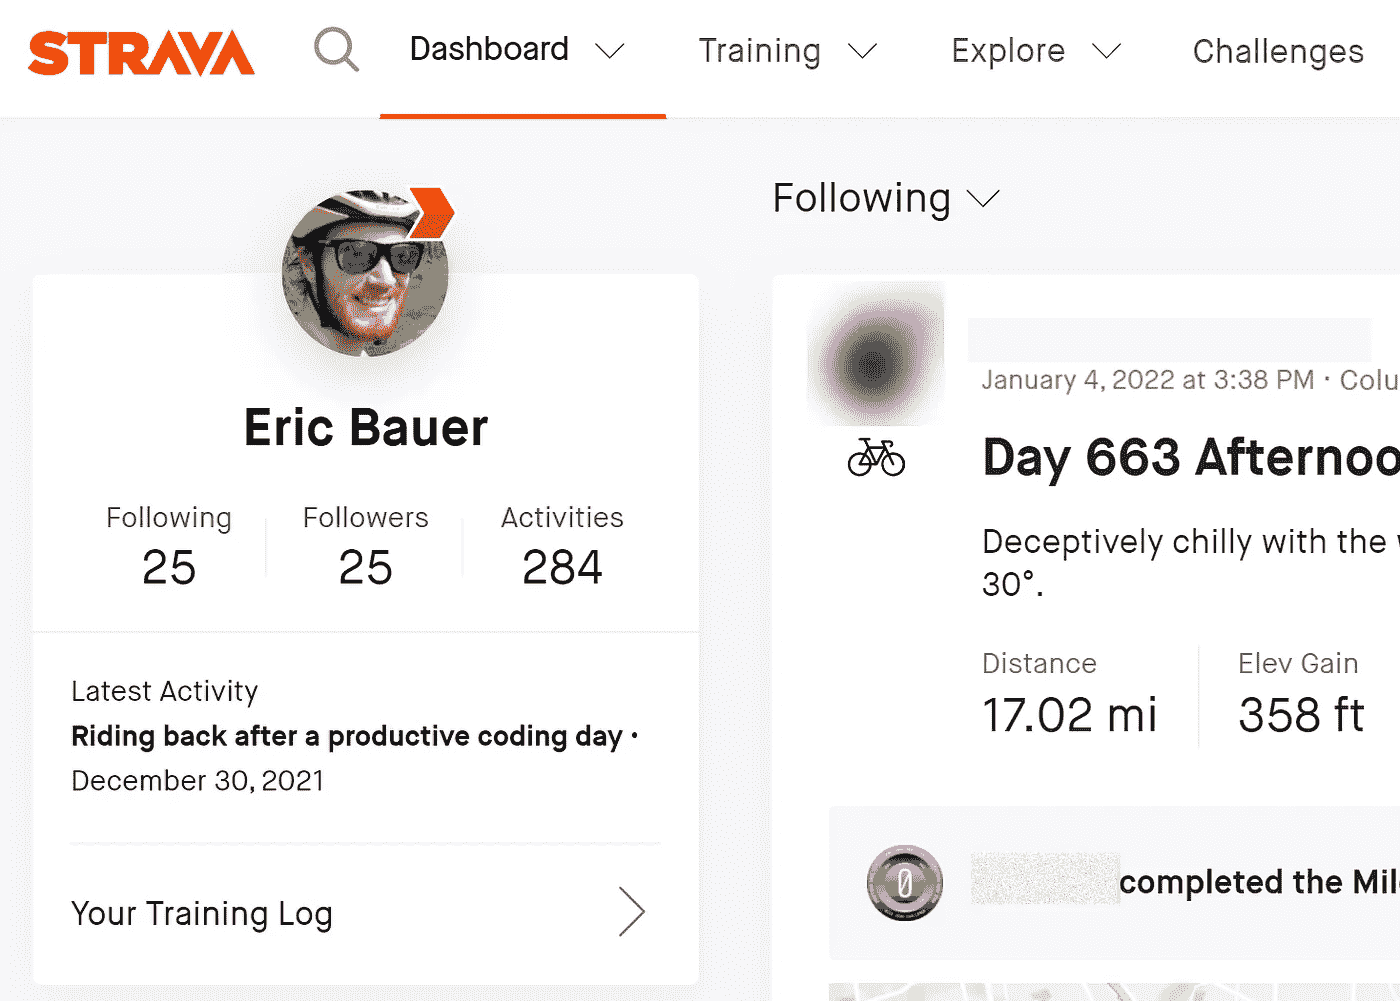 STRAVA
Dashboard
Training
Explore
Challenges
Following
Eric Bauer
Following
Followers
Activities
25
25
284
Latest Activity
Riding back after a productive coding day •
December 30, 2021
Your Training Log
January 4, 2022 at 3:38 PM · Colu
Day 663 Afternoo
Deceptively chilly with the
30°.
Distance
Elev Gain
17.02 mi
358 ft
0
completed the Mil